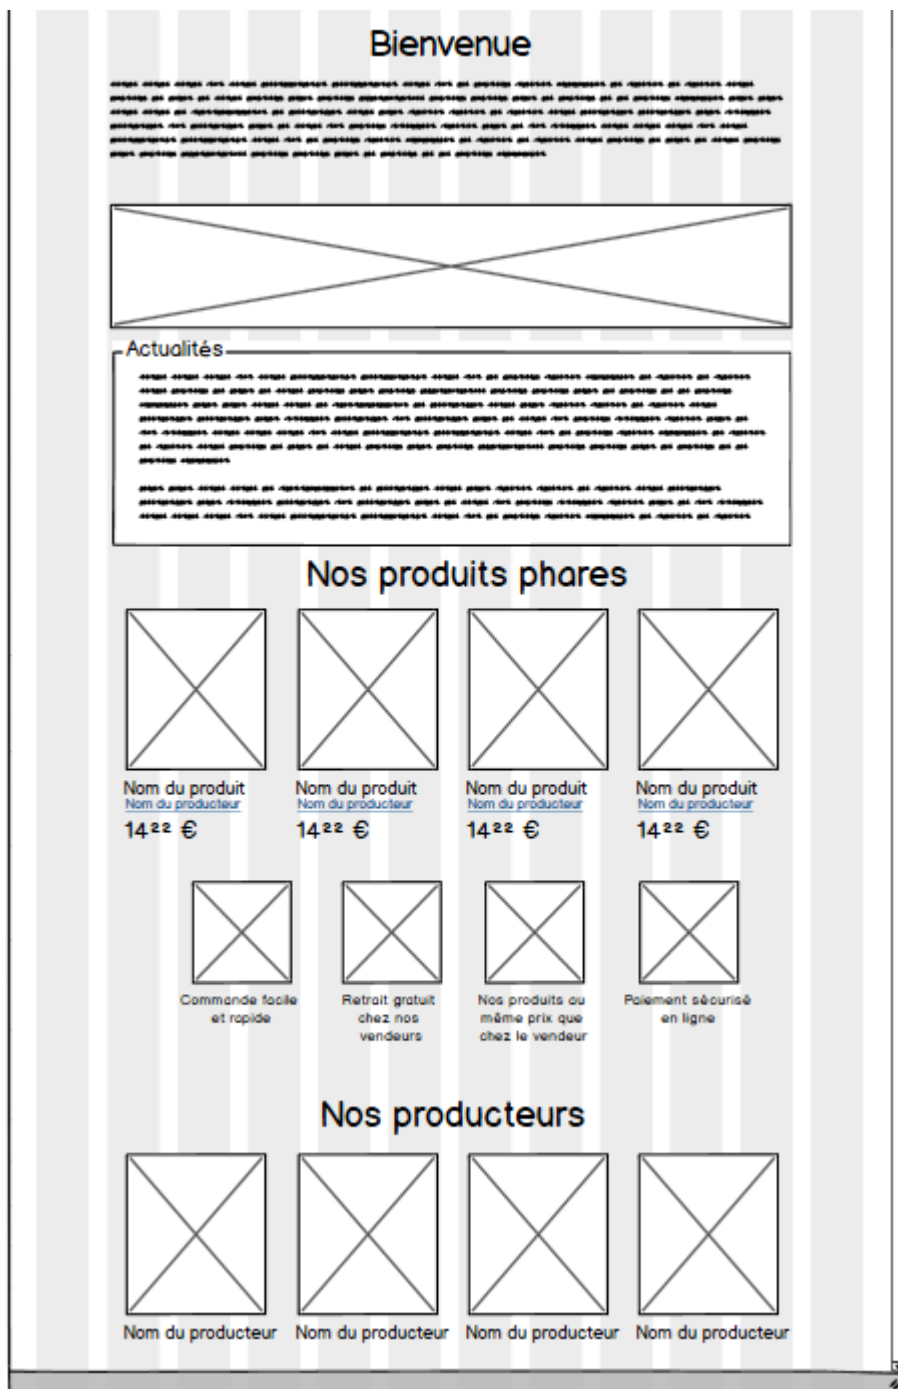 Bienvenue
Actualités
Nos produits phares
Nom du produit Nom du produit Nom du produit Nom du produit
Nom du producteur Nom du producteur Nom du producteur Nom du producteur
14²² € 14²² € 14²² € 14²² €
Commande facile
et rapide
Retrait gratuit
chez nos
vendeurs
Nos produits au
même prix que
chez le vendeur
Paiement sécurisé
en ligne
Nos producteurs
Nom du producteur Nom du producteur Nom du producteur Nom du producteur